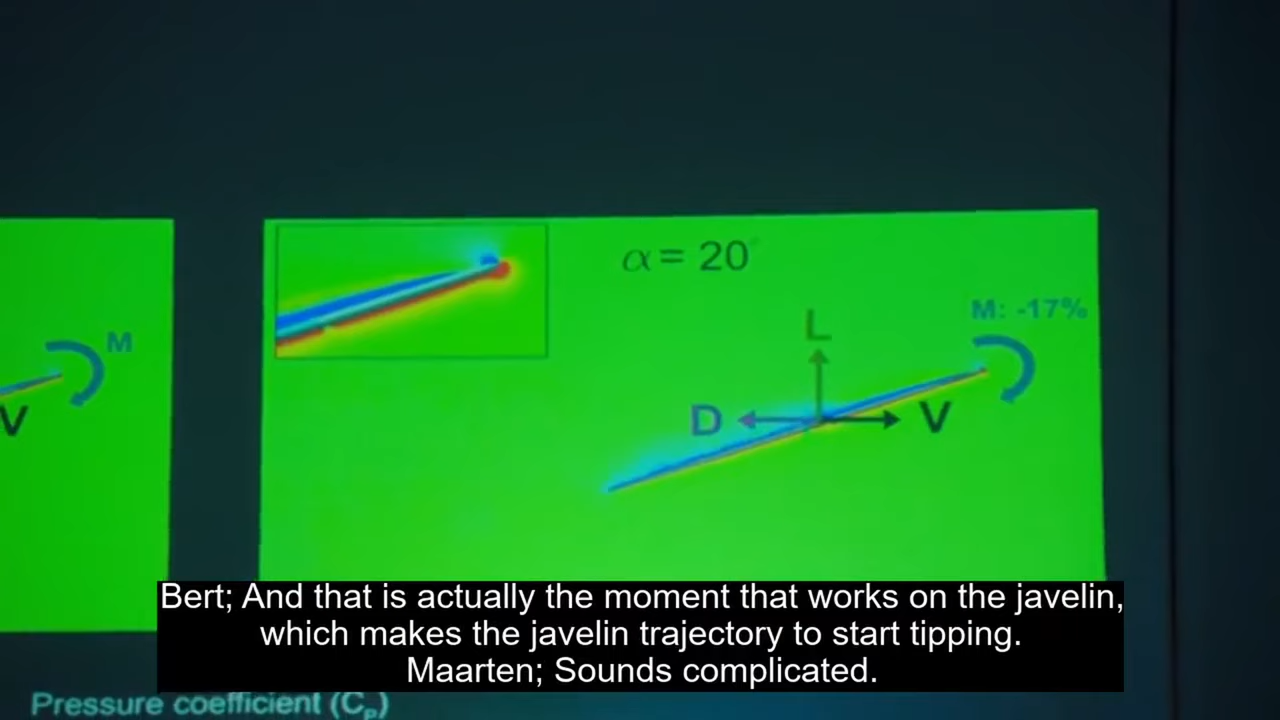 α = 20°
M: -17%
M
L
D
V
V
Bert; And that is actually the moment that works on the javelin,
which makes the javelin trajectory to start tipping.
Maarten; Sounds complicated.
Pressure coefficient (Cₚ)